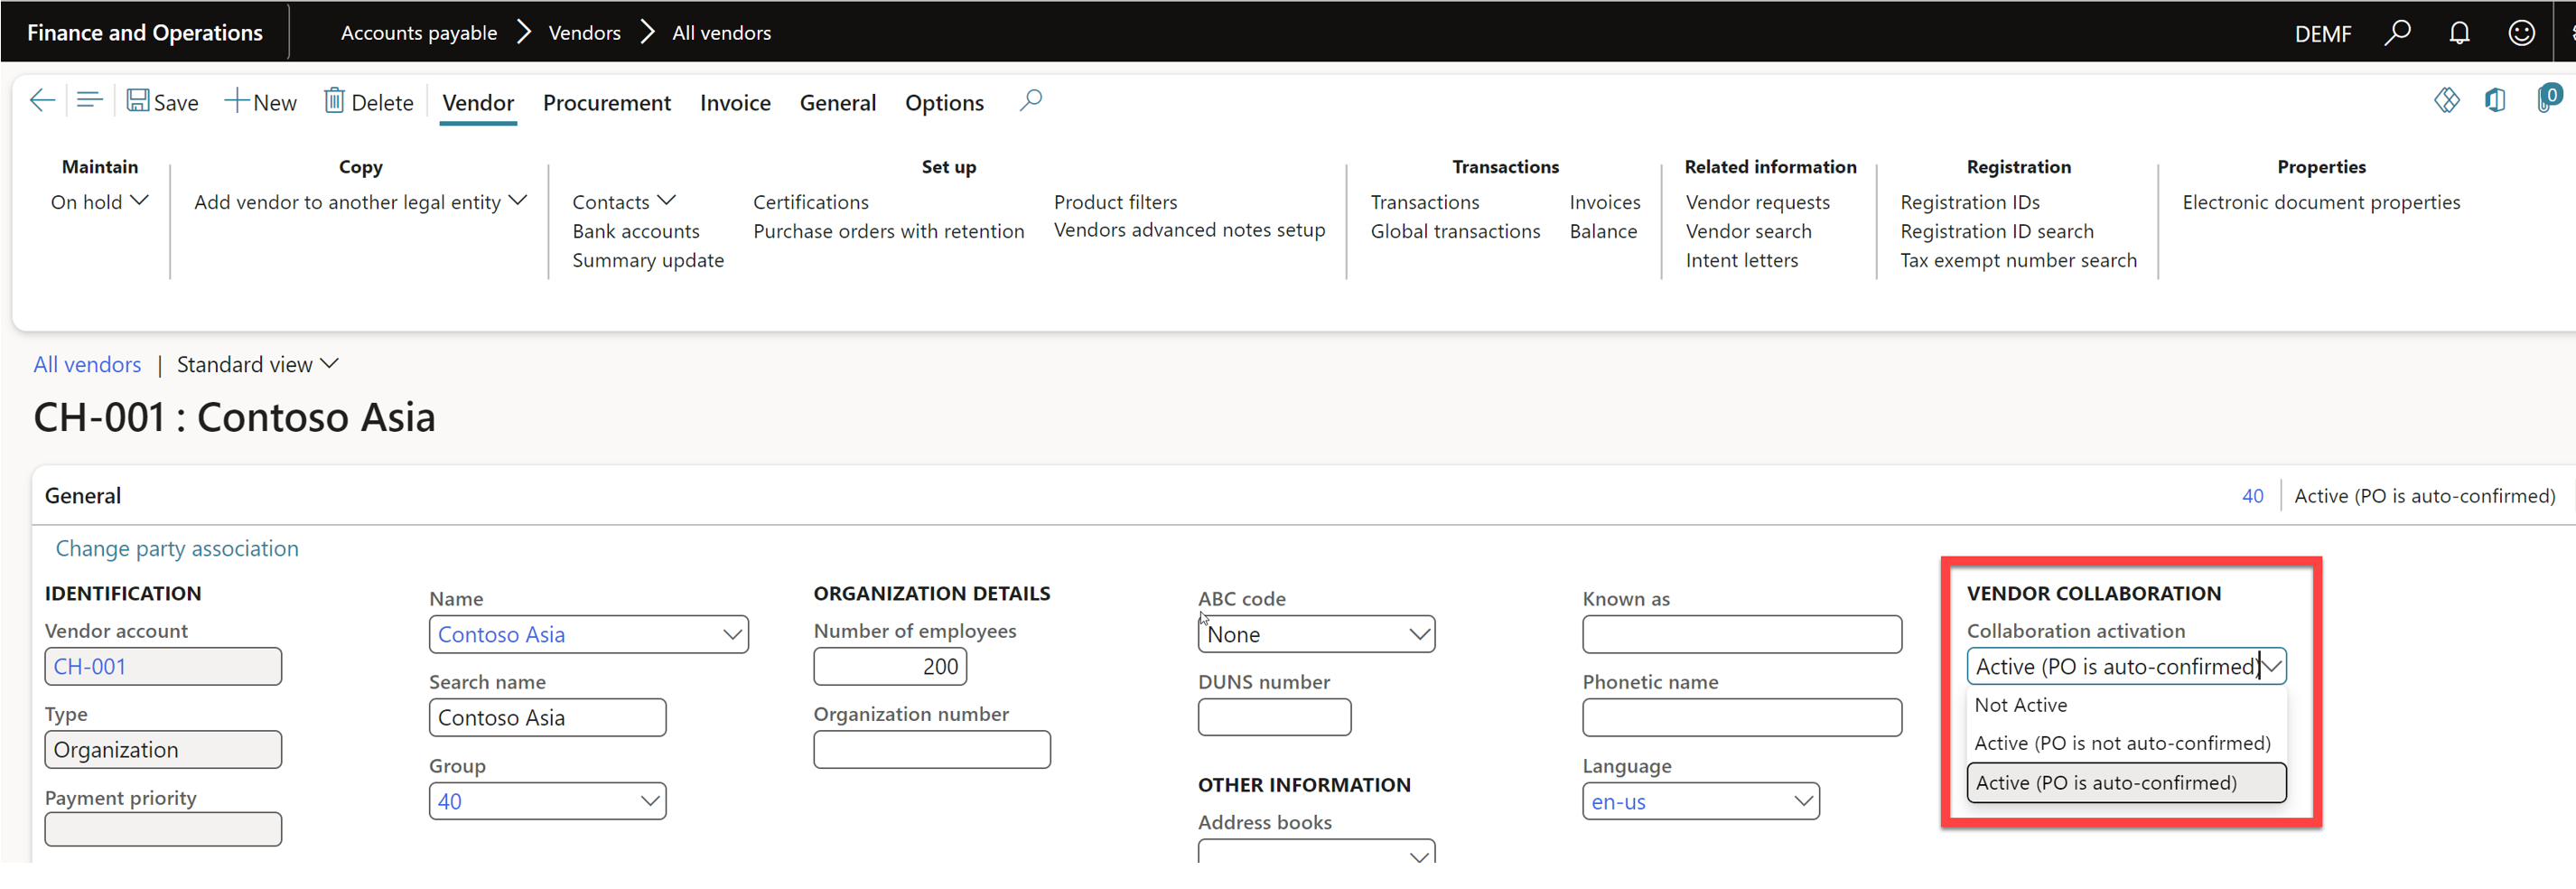 Finance and Operations
Accounts payable > Vendors > All vendors
DEMF
Save
New
Delete
Vendor
Procurement
Invoice
General
Options
0
Maintain
On hold
Copy
Add vendor to another legal entity
Set up
Contacts
Bank accounts
Summary update
Certifications
Purchase orders with retention
Product filters
Vendors advanced notes setup
Transactions
Transactions
Global transactions
Invoices
Balance
Related information
Vendor requests
Vendor search
Intent letters
Registration
Registration IDs
Registration ID search
Tax exempt number search
Properties
Electronic document properties
All vendors | Standard view
CH-001 : Contoso Asia
General
40
Active (PO is auto-confirmed)
Change party association
IDENTIFICATION
Vendor account
CH-001
Type
Organization
Payment priority
Name
Contoso Asia
Search name
Contoso Asia
Group
40
ORGANIZATION DETAILS
Number of employees
200
Organization number
ABC code
None
DUNS number
OTHER INFORMATION
Address books
Known as
Phonetic name
Language
en-us
VENDOR COLLABORATION
Collaboration activation
Active (PO is auto-confirmed)
Not Active
Active (PO is not auto-confirmed)
Active (PO is auto-confirmed)